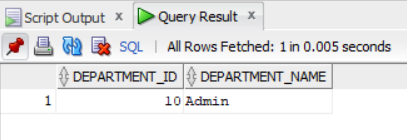 Script Output x Query Result x
SQL | All Rows Fetched: 1 in 0.005 seconds
DEPARTMENT_ID DEPARTMENT_NAME
1 10 Admin